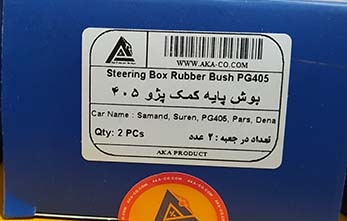 WWW.AKA-CO.COM
Steering Box Rubber Bush PG405
بوش پایه کمک پژو ۴۰۵
Car Name : Samand, Suren, PG405, Pars, Dena
Qty: 2 PCs
تعداد در جعبه : ۲ عدد
AKA PRODUCT